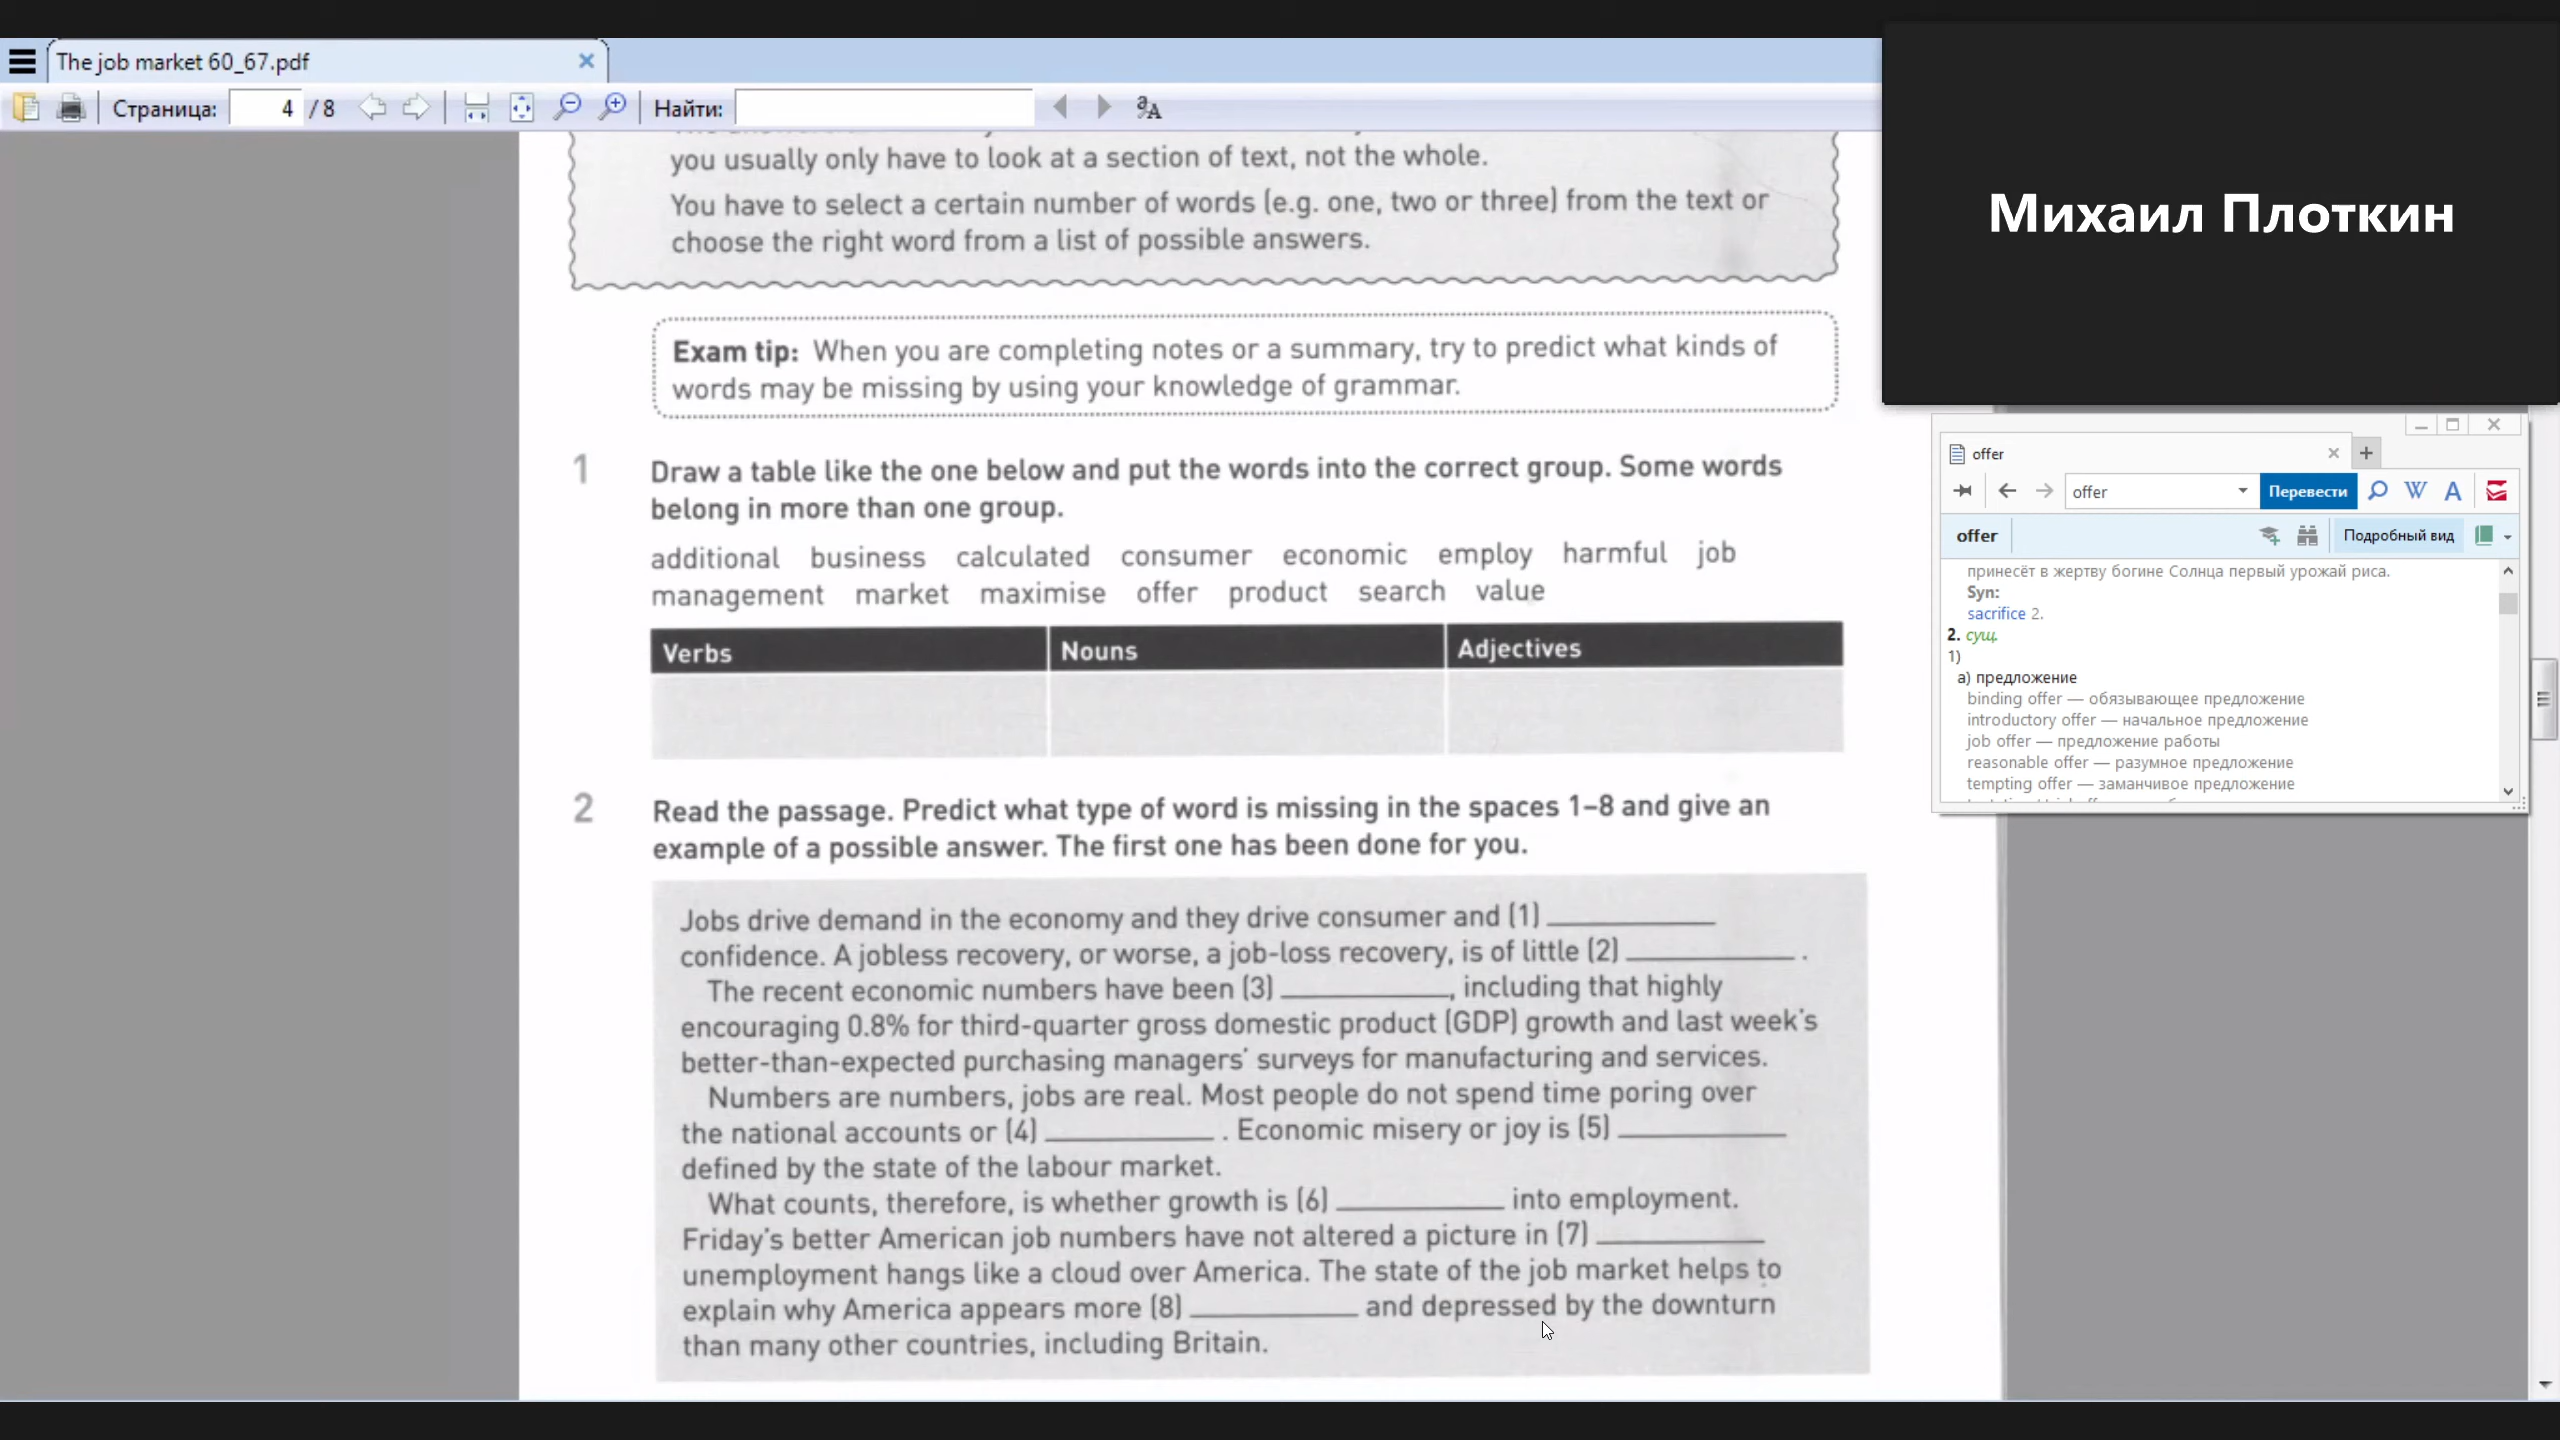 The job market 60_67.pdf
Страница: 4 / 8 Найти:
you usually only have to look at a section of text, not the whole.
You have to select a certain number of words (e.g. one, two or three) from the text or
choose the right word from a list of possible answers.
Exam tip: When you are completing notes or a summary, try to predict what kinds of
words may be missing by using your knowledge of grammar.
1 Draw a table like the one below and put the words into the correct group. Some words
belong in more than one group.
additional business calculated consumer economic employ harmful job
management market maximise offer product search value
Verbs Nouns Adjectives
2 Read the passage. Predict what type of word is missing in the spaces 1–8 and give an
example of a possible answer. The first one has been done for you.
Jobs drive demand in the economy and they drive consumer and (1) ____________
confidence. A jobless recovery, or worse, a job-loss recovery, is of little (2) ____________ .
The recent economic numbers have been (3) ____________, including that highly
encouraging 0.8% for third-quarter gross domestic product (GDP) growth and last week's
better-than-expected purchasing managers' surveys for manufacturing and services.
Numbers are numbers, jobs are real. Most people do not spend time poring over
the national accounts or (4) ____________ . Economic misery or joy is (5) ____________
defined by the state of the labour market.
What counts, therefore, is whether growth is (6) ____________ into employment.
Friday's better American job numbers have not altered a picture in (7) ____________
unemployment hangs like a cloud over America. The state of the job market helps to
explain why America appears more (8) ____________ and depressed by the downturn
than many other countries, including Britain.
Михаил Плоткин
offer
offer Перевести W A
offer Подробный вид
принесёт в жертву богине Солнца первый урожай риса.
Syn:
sacrifice 2.
2. сущ.
1)
а) предложение
binding offer — обязывающее предложение
introductory offer — начальное предложение
job offer — предложение работы
reasonable offer — разумное предложение
tempting offer — заманчивое предложение